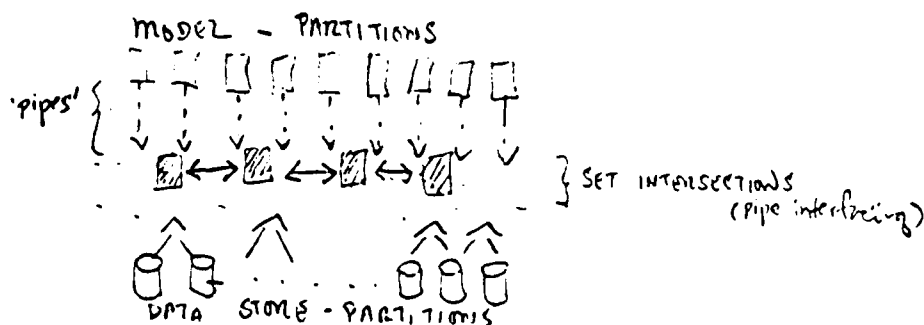 MODEL - PARTITIONS
'pipes'
SET INTERSECTIONS
(pipe interfacing)
DATA STORE - PARTITIONS